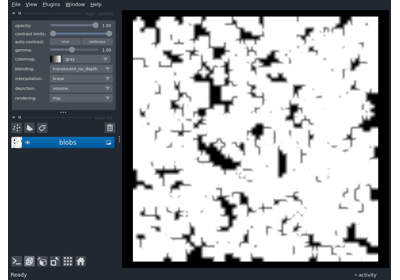 File View Plugins Window Help
opacity: 1.00
contrast limits:
auto-contrast: once continuous
gamma: 1.00
colormap: gray
blending: translucent_no_depth
interpolation: linear
depiction: volume
rendering: mip
blobs
Ready
activity